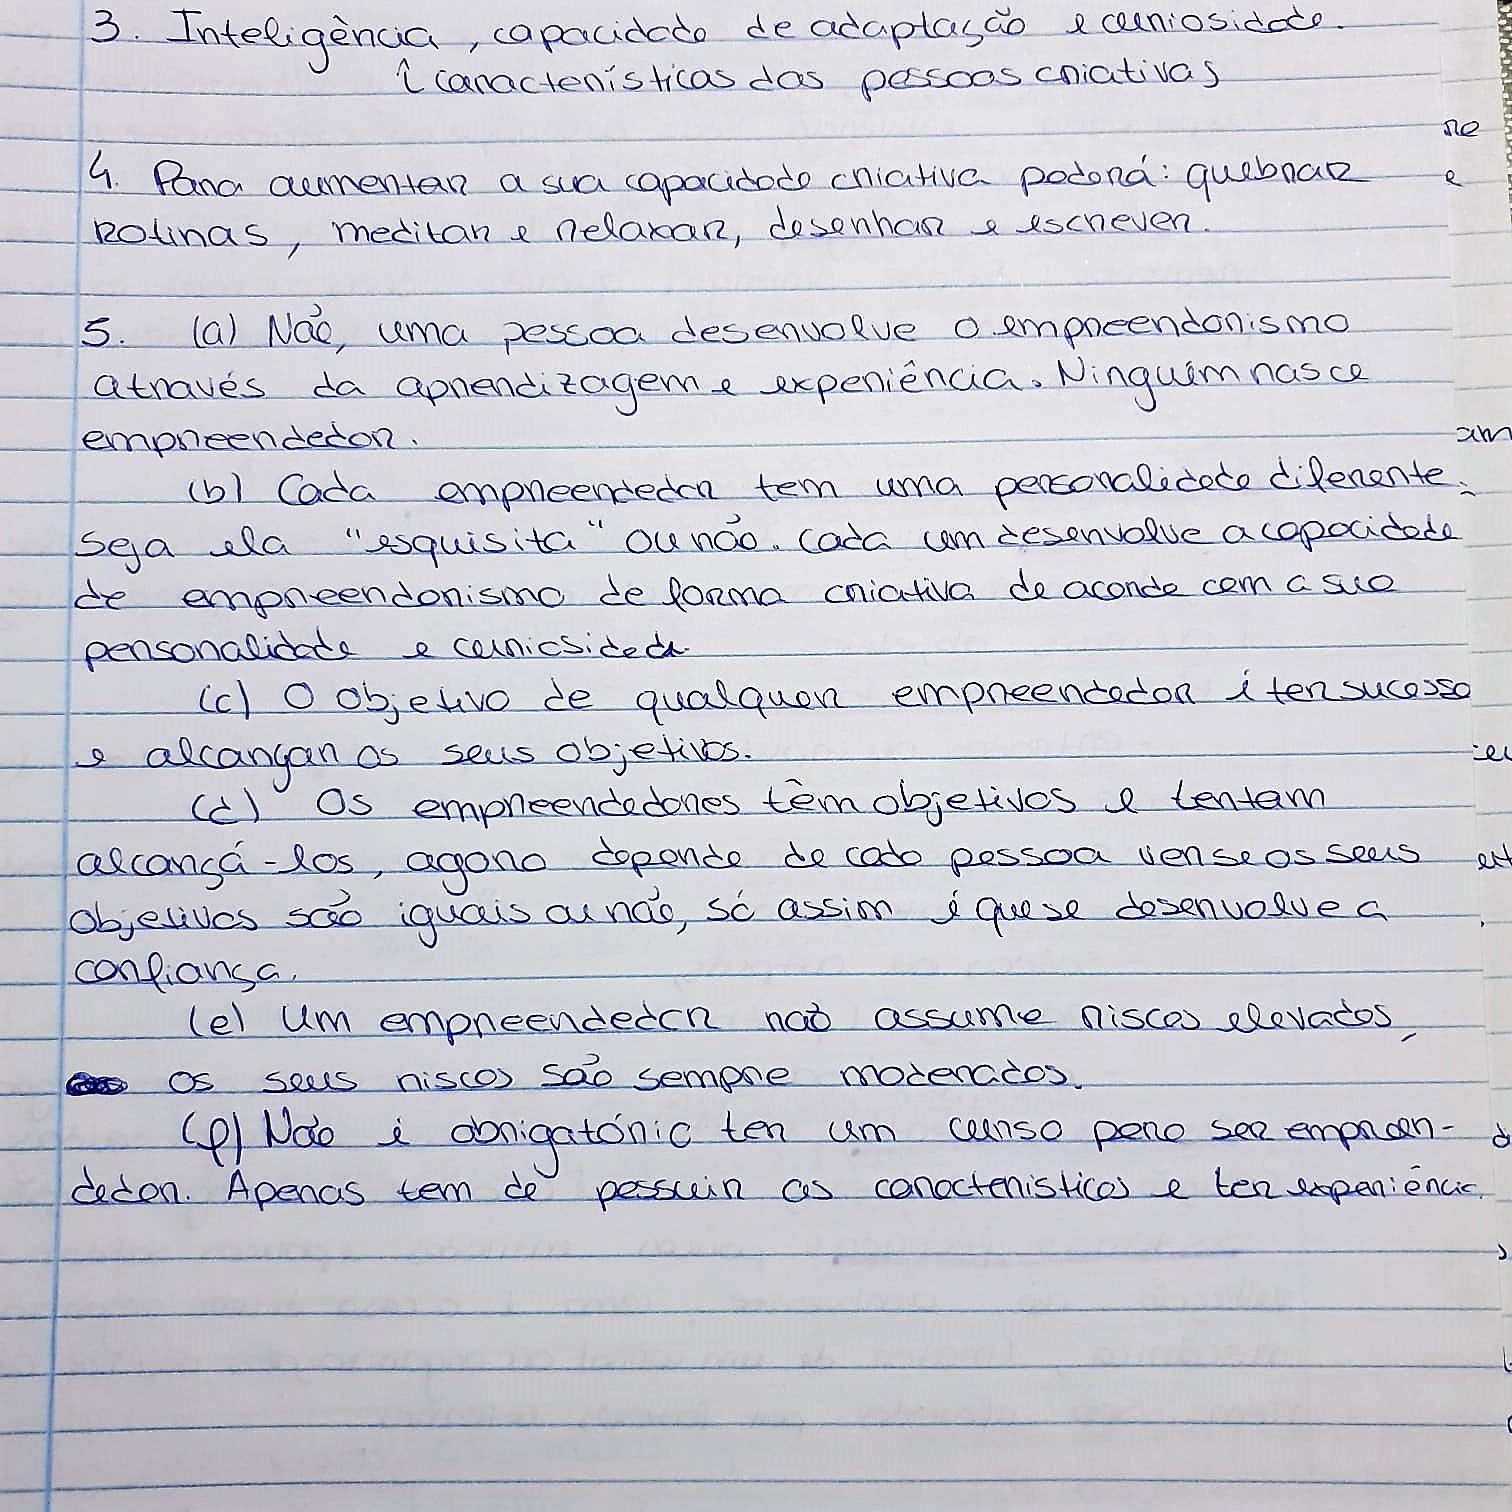 3. Inteligência, capacidade de adaptação e curiosidade.
características das pessoas criativas
4. Para aumentar a sua capacidade criativa poderá: quebrar
rotinas, meditar e relaxar, desenhar e escrever.
5. (a) Não, uma pessoa desenvolve o empreendorismo
através da aprendizagem e experiência. Ninguém nasce
empreendedor.
(b) Cada empreendedor tem uma personalidade diferente,
seja ela "esquisita" ou não. Cada um desenvolve a capacidade
de empreendorismo de forma criativa de acordo com a sua
personalidade e curiosidade
(c) O objetivo de qualquer empreendedor é ter sucesso
e alcançar os seus objetivos.
(d) Os empreendedores têm objetivos e tentam
alcançá-los, agora depende de cada pessoa ver se os seus
objetivos são iguais ou não, só assim é que se desenvolve a
confiança.
(e) Um empreendedor não assume riscos elevados,
os seus riscos são sempre moderados.
(f) Não é obrigatório ter um curso para ser empreen-
dedor. Apenas tem de possuir as características e ter experiência.